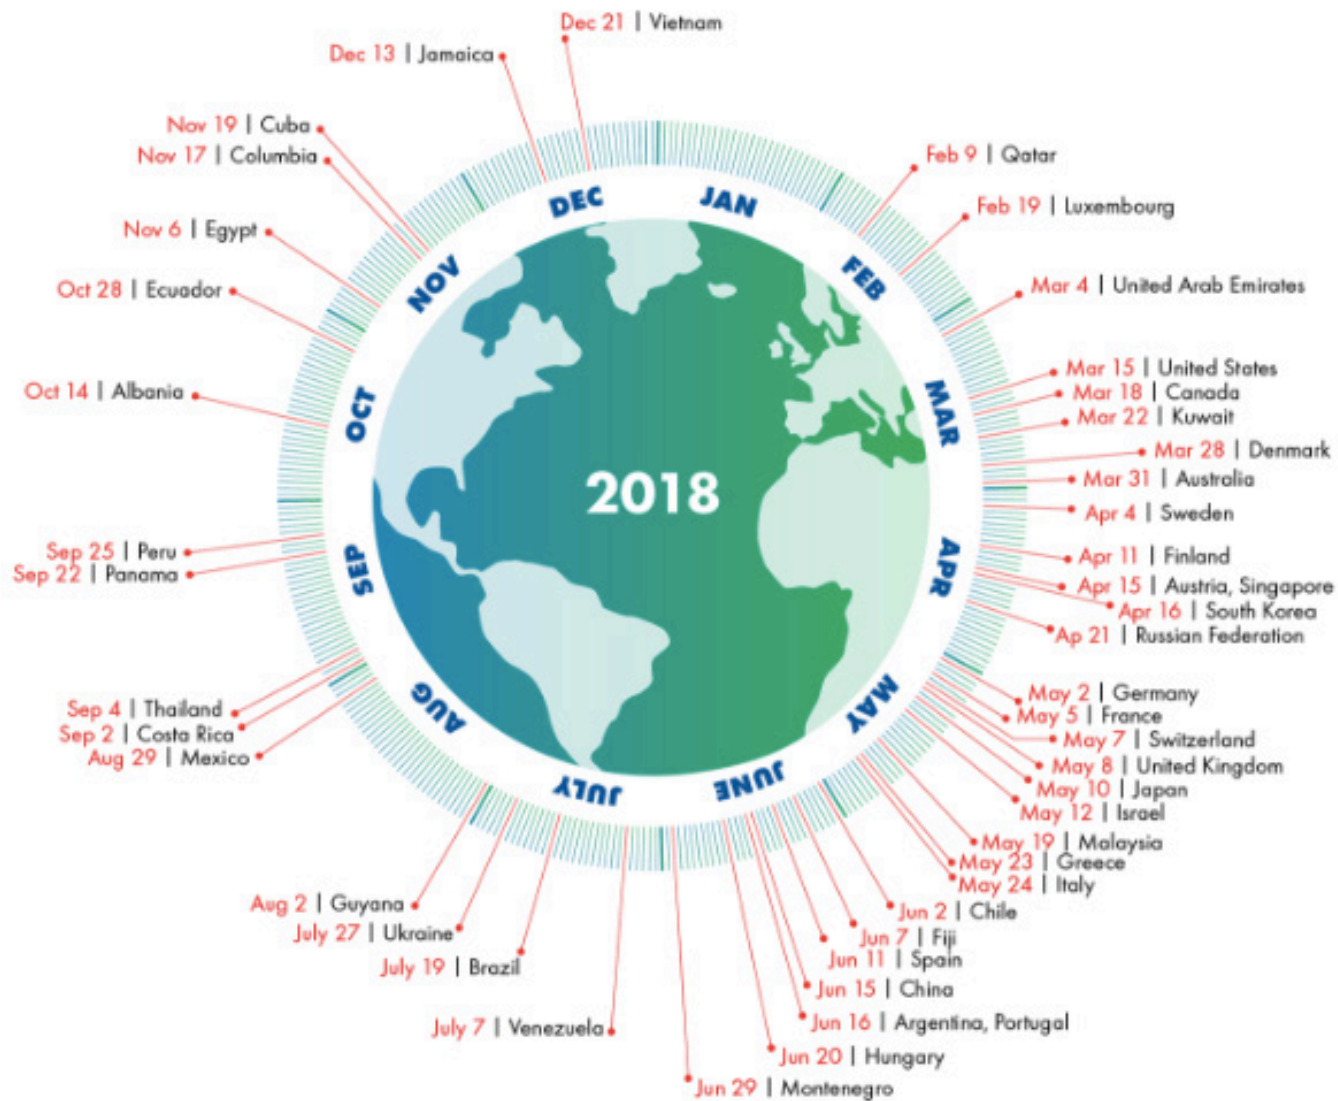 Dec 21 | Vietnam
Dec 13 | Jamaica
Nov 19 | Cuba
Nov 17 | Columbia
Nov 6 | Egypt
Oct 28 | Ecuador
Oct 14 | Albania
Sep 25 | Peru
Sep 22 | Panama
Sep 4 | Thailand
Sep 2 | Costa Rica
Aug 29 | Mexico
Aug 2 | Guyana
July 27 | Ukraine
July 19 | Brazil
July 7 | Venezuela
Feb 9 | Qatar
Feb 19 | Luxembourg
Mar 4 | United Arab Emirates
Mar 15 | United States
Mar 18 | Canada
Mar 22 | Kuwait
Mar 28 | Denmark
Mar 31 | Australia
Apr 4 | Sweden
Apr 11 | Finland
Apr 15 | Austria, Singapore
Apr 16 | South Korea
Ap 21 | Russian Federation
May 2 | Germany
May 5 | France
May 7 | Switzerland
May 8 | United Kingdom
May 10 | Japan
May 12 | Israel
May 19 | Malaysia
May 23 | Greece
May 24 | Italy
Jun 2 | Chile
Jun 7 | Fiji
Jun 11 | Spain
Jun 15 | China
Jun 16 | Argentina, Portugal
Jun 20 | Hungary
Jun 29 | Montenegro
JAN
FEB
MAR
APR
MAY
JUNE
JULY
AUG
SEP
OCT
NOV
DEC
2018